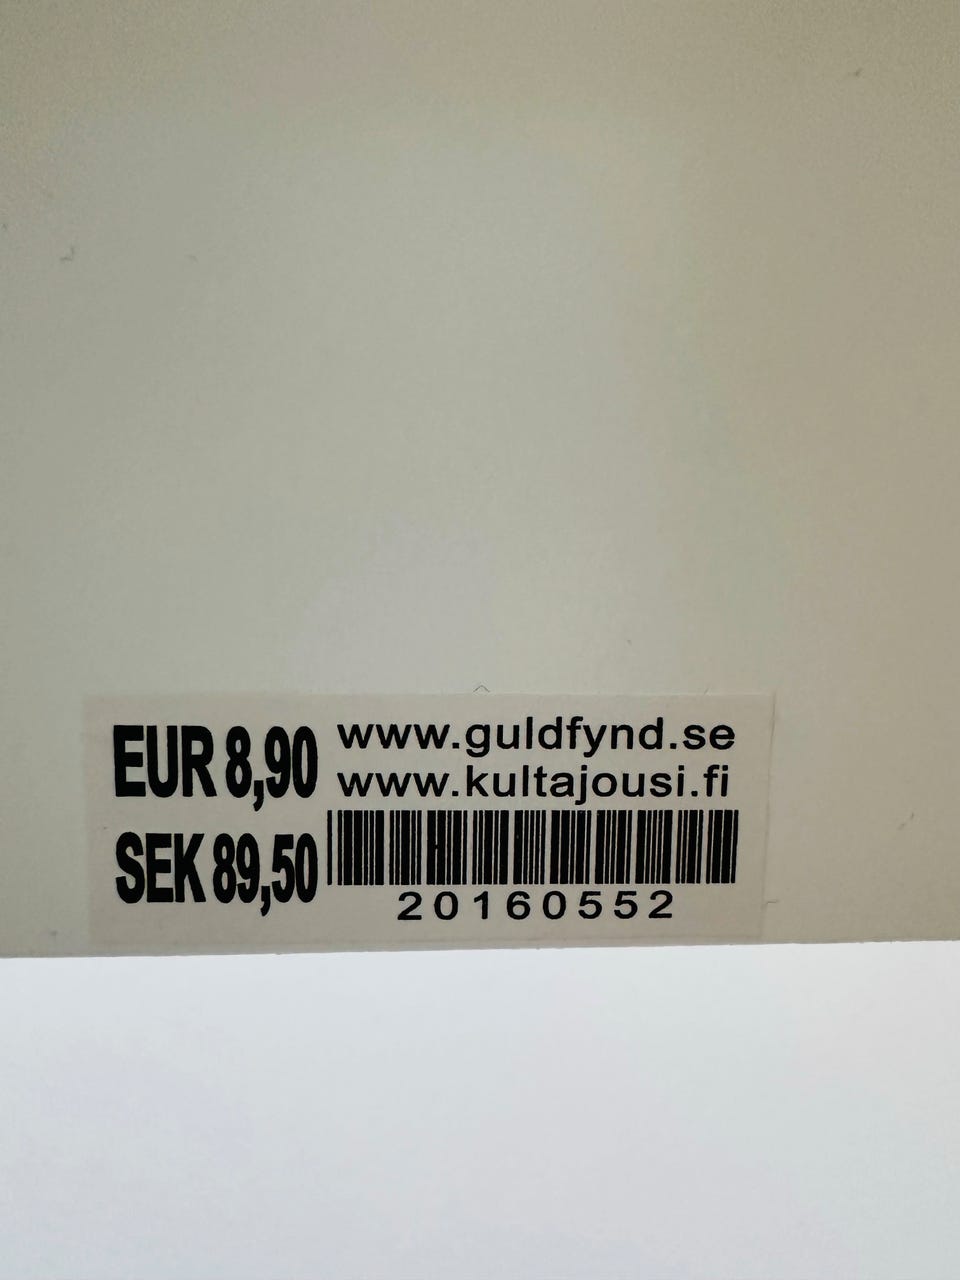 EUR 8,90
SEK 89,50
www.guldfynd.se
www.kultajousi.fi
20160552